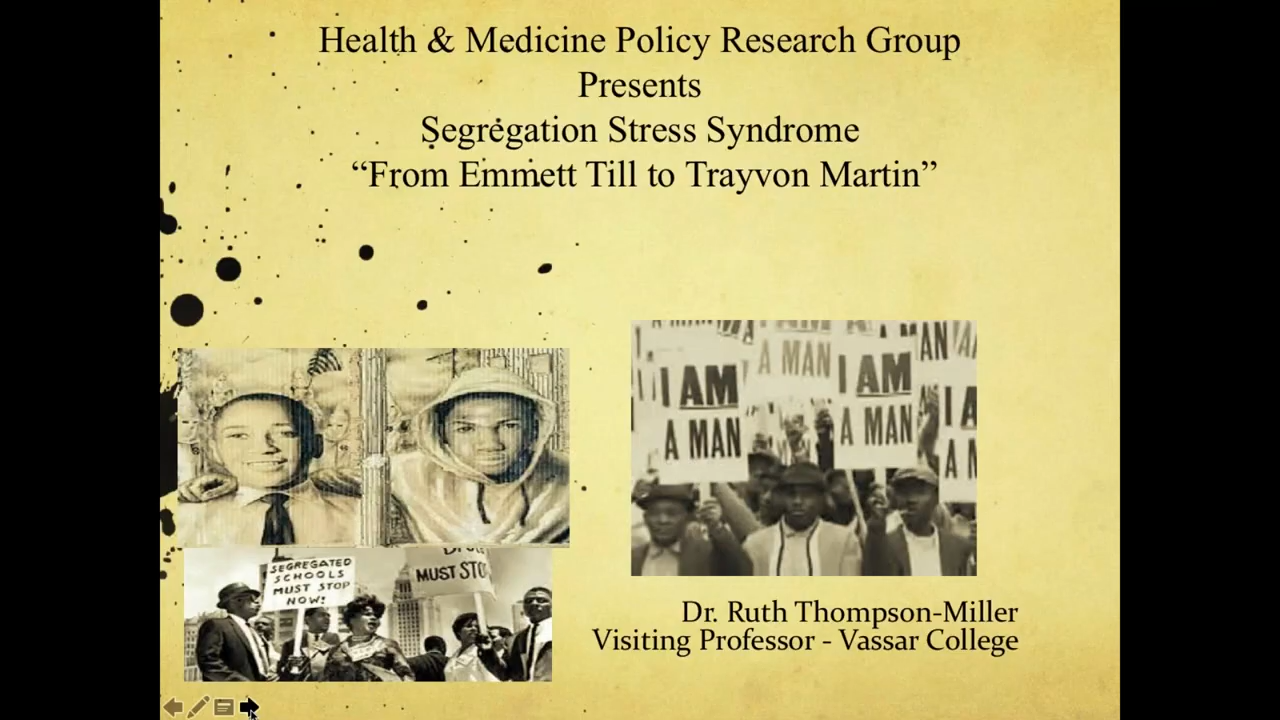 Health & Medicine Policy Research Group
Presents
Segregation Stress Syndrome
“From Emmett Till to Trayvon Martin”
A MAN
A MAN
I AM
A MAN
I AM
A MAN
SEGREGATED
SCHOOLS
MUST STOP
NOW!
MUST STOP
Dr. Ruth Thompson-Miller
Visiting Professor - Vassar College